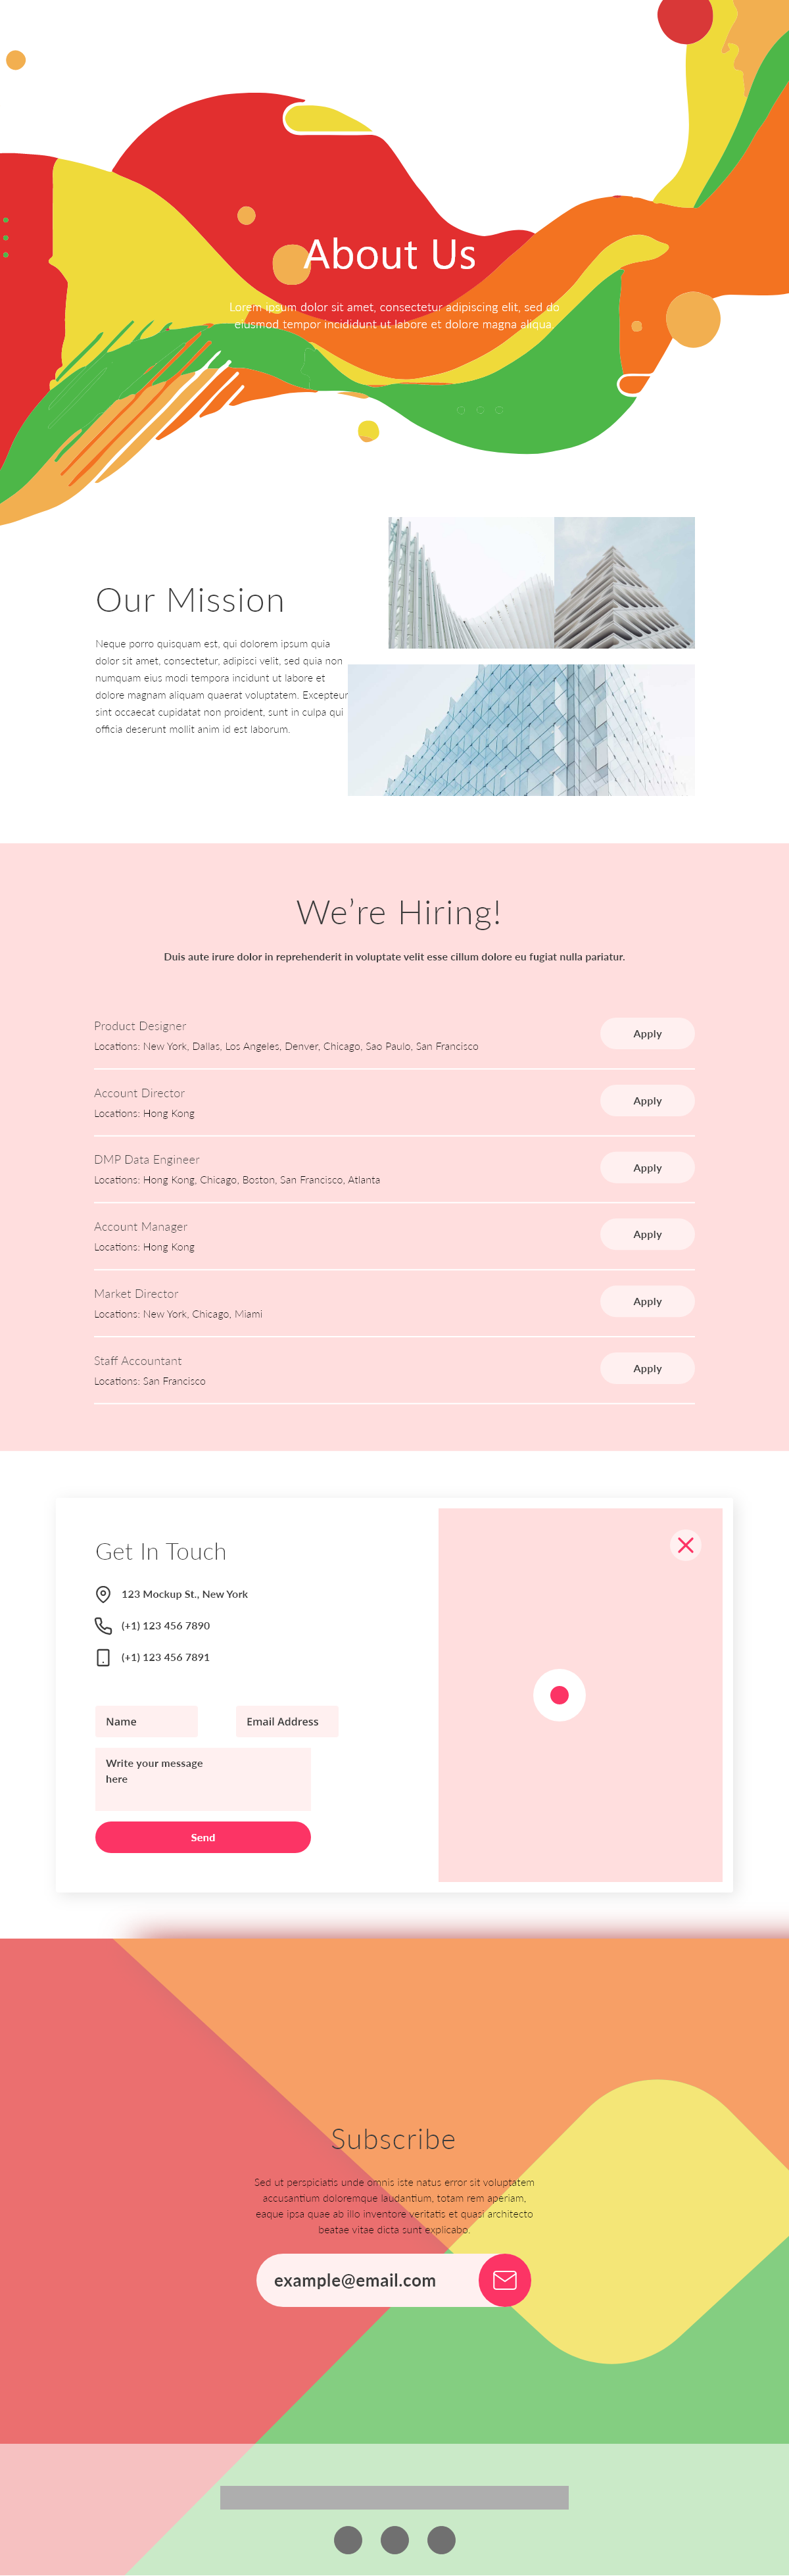 About Us
Lorem ipsum dolor sit amet, consectetur adipiscing elit, sed do
eiusmod tempor incididunt ut labore et dolore magna aliqua.
Our Mission
Neque porro quisquam est, qui dolorem ipsum quia
dolor sit amet, consectetur, adipisci velit, sed quia non
numquam eius modi tempora incidunt ut labore et
dolore magnam aliquam quaerat voluptatem. Excepteur
sint occaecat cupidatat non proident, sunt in culpa qui
officia deserunt mollit anim id est laborum.
We’re Hiring!
Duis aute irure dolor in reprehenderit in voluptate velit esse cillum dolore eu fugiat nulla pariatur.
Product Designer
Locations: New York, Dallas, Los Angeles, Denver, Chicago, Sao Paulo, San Francisco
Apply
Account Director
Locations: Hong Kong
Apply
DMP Data Engineer
Locations: Hong Kong, Chicago, Boston, San Francisco, Atlanta
Apply
Account Manager
Locations: Hong Kong
Apply
Market Director
Locations: New York, Chicago, Miami
Apply
Staff Accountant
Locations: San Francisco
Apply
Get In Touch
123 Mockup St., New York
(+1) 123 456 7890
(+1) 123 456 7891
Name
Email Address
Write your message
here
Send
Subscribe
Sed ut perspiciatis unde omnis iste natus error sit voluptatem
accusantium doloremque laudantium, totam rem aperiam,
eaque ipsa quae ab illo inventore veritatis et quasi architecto
beatae vitae dicta sunt explicabo.
example@email.com